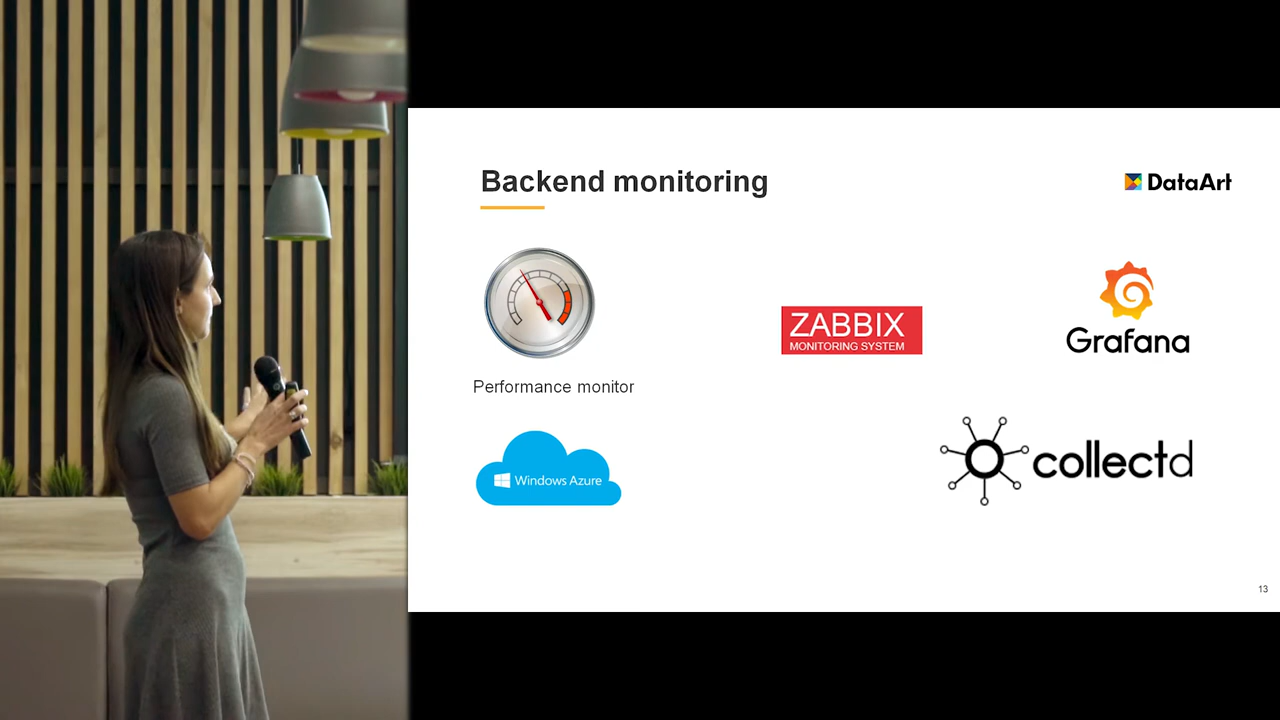 Backend monitoring
DataArt
ZABBIX
MONITORING SYSTEM
Grafana
Performance monitor
Windows Azure
collectd
13